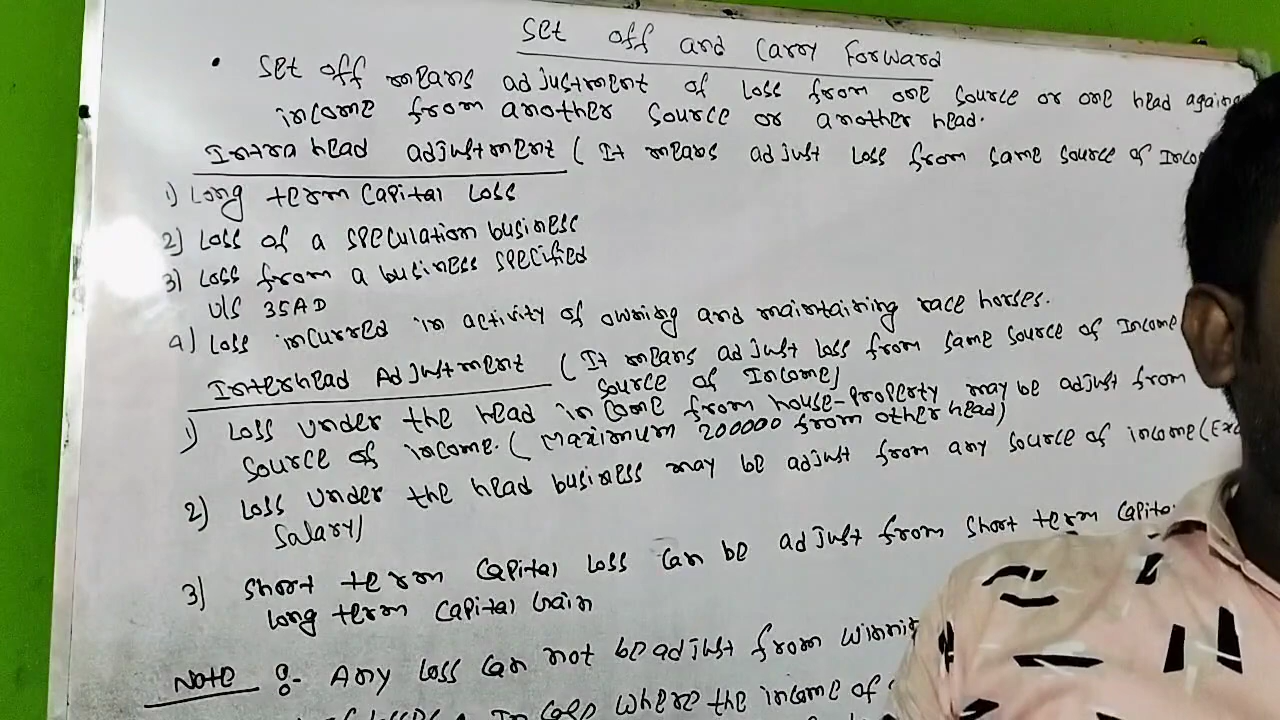 Set off and Carry Forward
• Set off means adjustment of Loss from one source or one head again
income from another source or another head.
Intra head adjustment ( It means adjust Loss from same source of Inco
1) Long term Capital Loss
2) Loss of a speculation business
3) Loss from a business specified
U/S 35AD
4) Loss incurred in activity of owning and maintaining race horses.
Interhead Adjustment ( It means adjust loss from same source of Income
source of Income)
1) Loss under the head income from house-property may be adjust from
source of income. ( Maximum 200000 from other head)
2) Loss under the head business may be adjust from any source of income (Exc
Salary)
3) Short term Capital Loss can be adjust from Short term Capita
long term Capital Gain
Note :- Any Loss can not be adjust from winni
In case where the income of